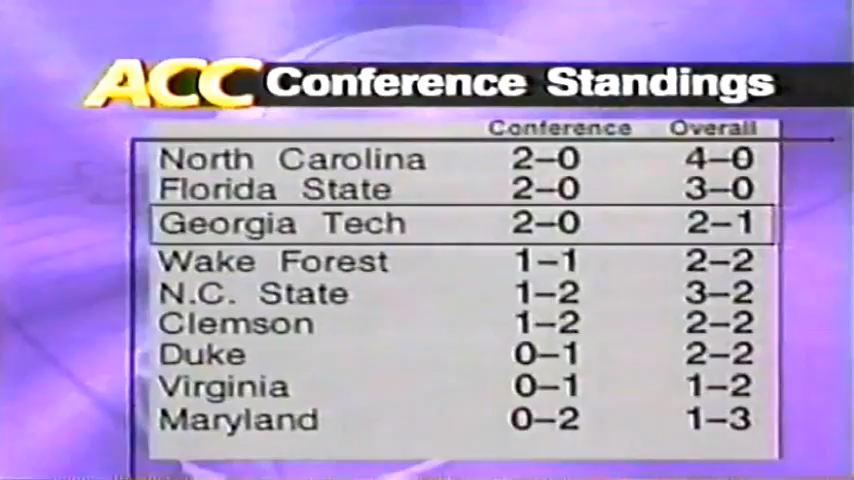 ACC Conference Standings
Conference Overall
North Carolina 2–0 4–0
Florida State 2–0 3–0
Georgia Tech 2–0 2–1
Wake Forest 1–1 2–2
N.C. State 1–2 3–2
Clemson 1–2 2–2
Duke 0–1 2–2
Virginia 0–1 1–2
Maryland 0–2 1–3